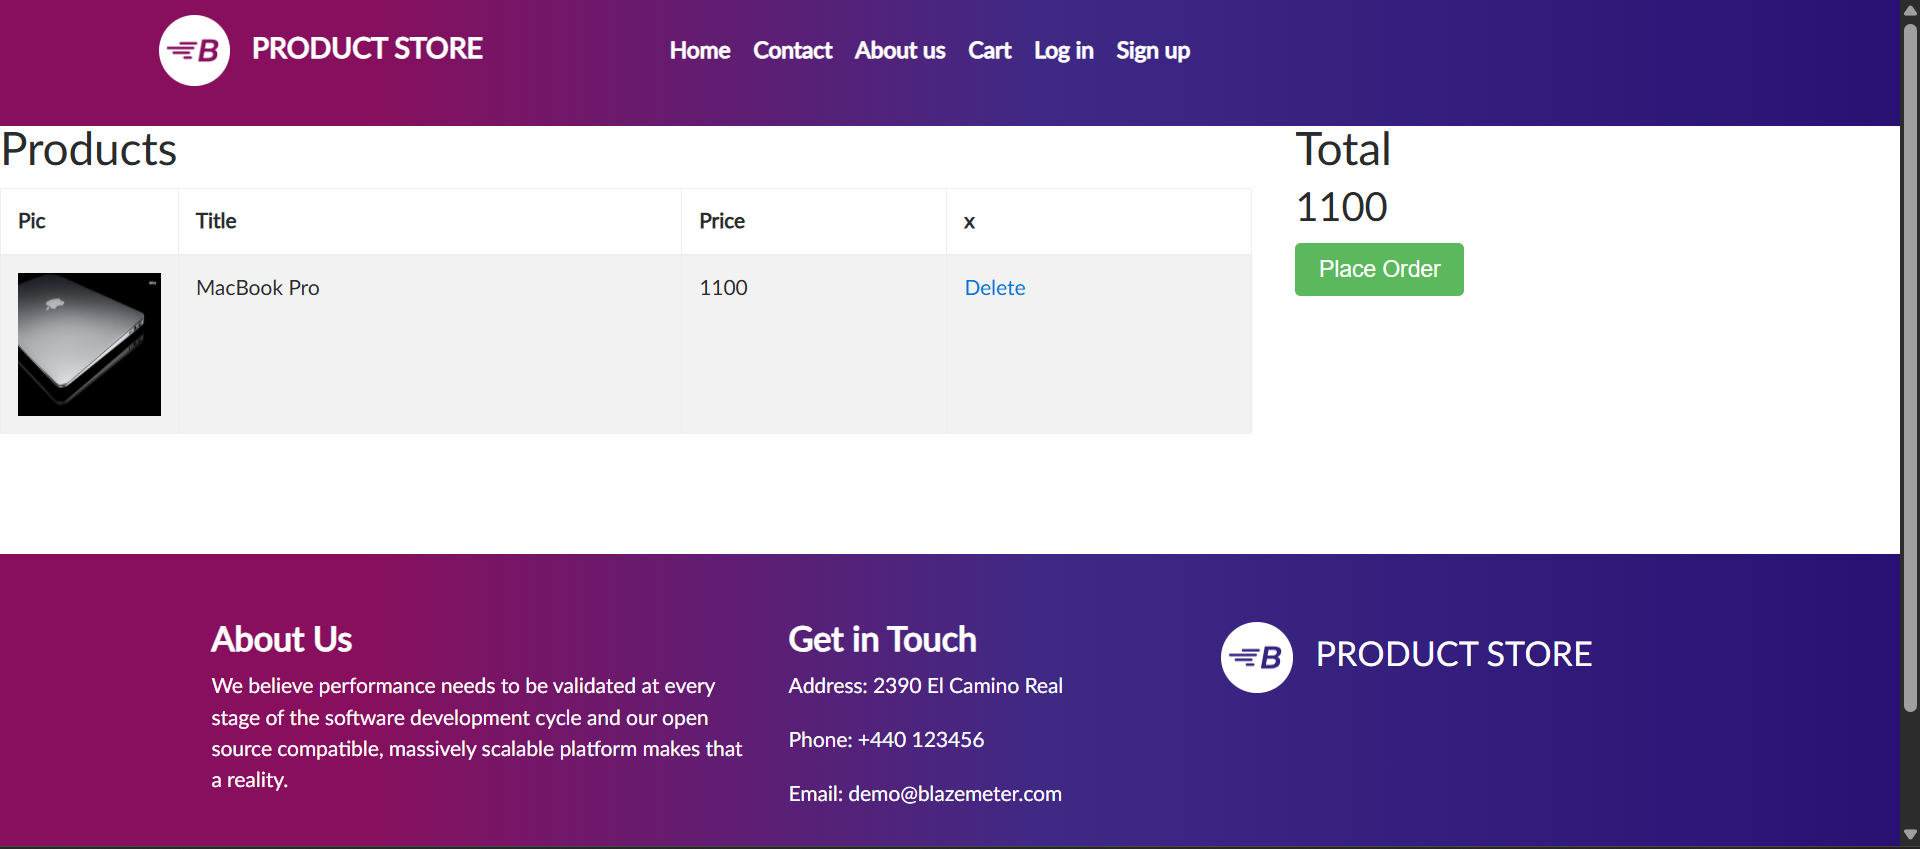 B PRODUCT STORE
Home Contact About us Cart Log in Sign up
Products
Pic Title Price x
MacBook Pro 1100 Delete
Total
1100
Place Order
About Us
We believe performance needs to be validated at every
stage of the software development cycle and our open
source compatible, massively scalable platform makes that
a reality.
Get in Touch
Address: 2390 El Camino Real
Phone: +440 123456
Email: demo@blazemeter.com
B PRODUCT STORE